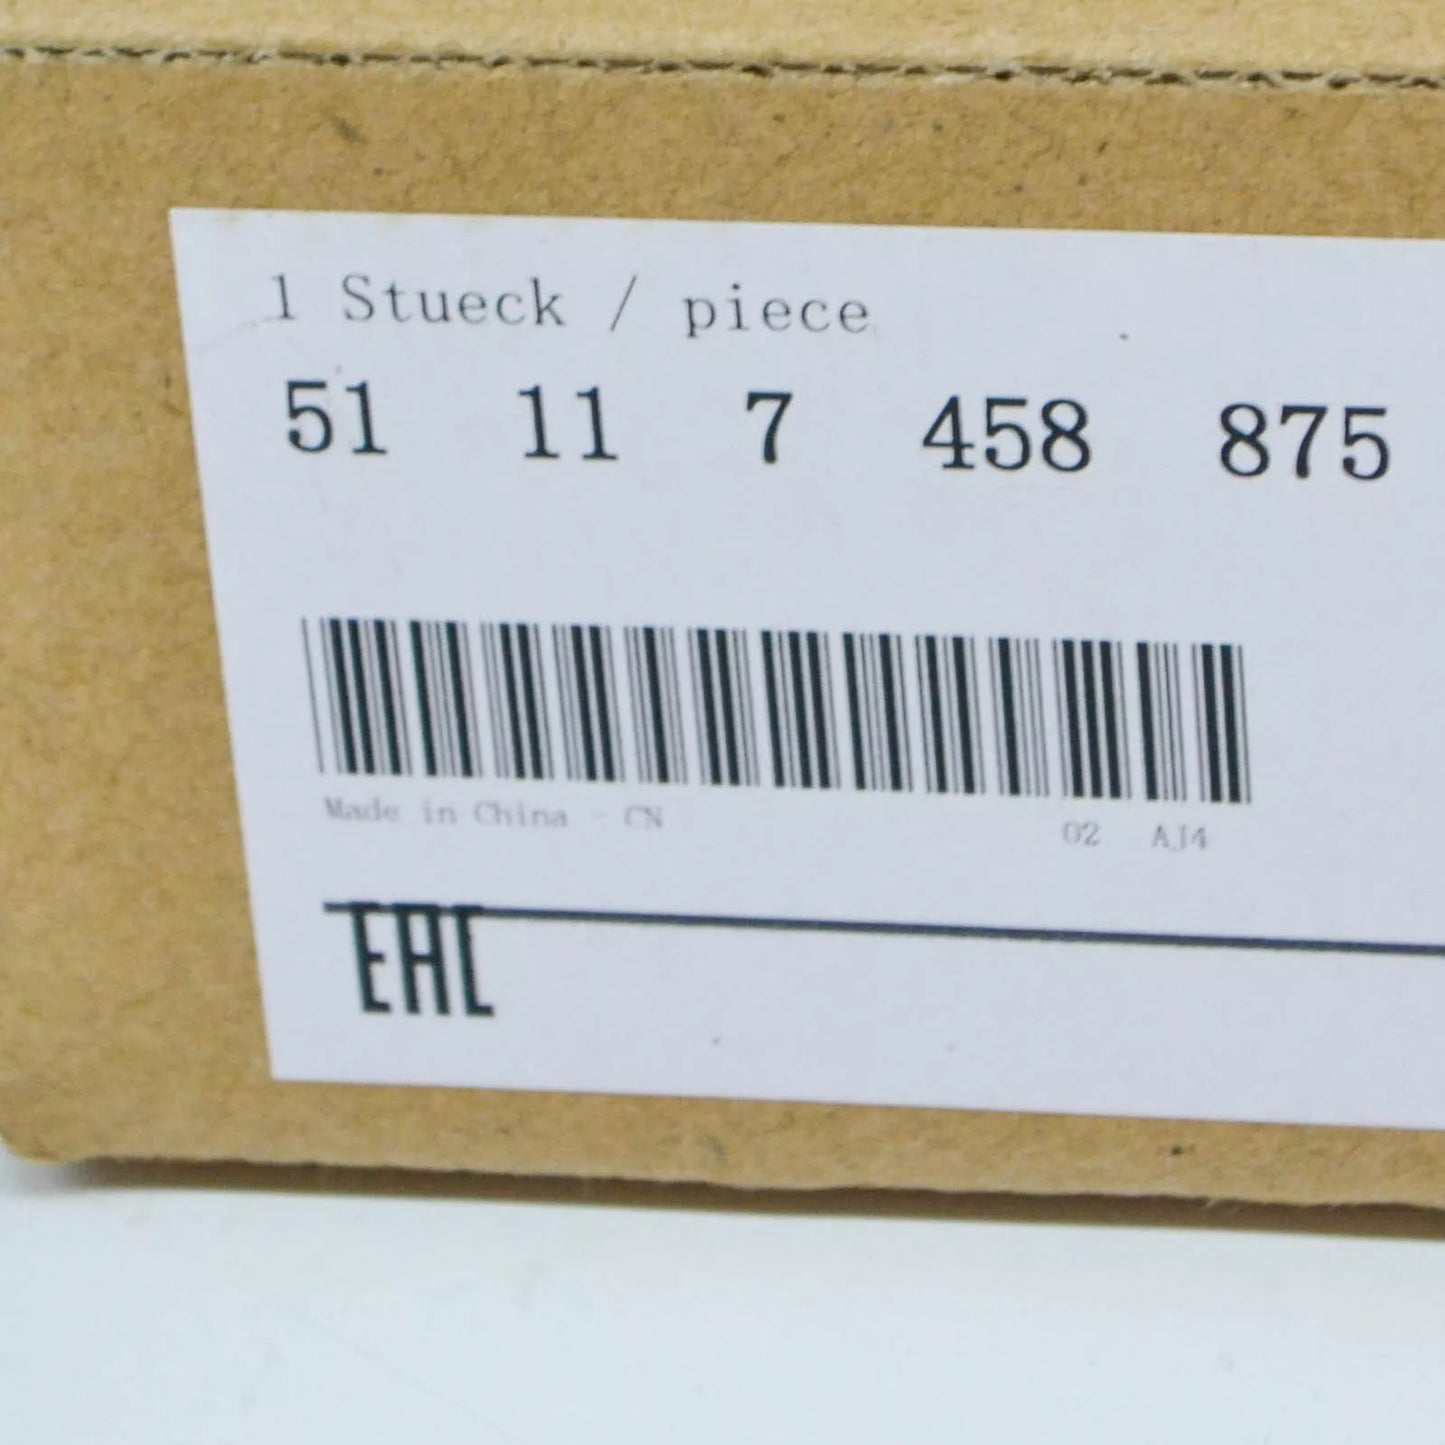 1 Stueck / piece
51 11 7 458 875
Made in China - CN 02 AJ4
EAC